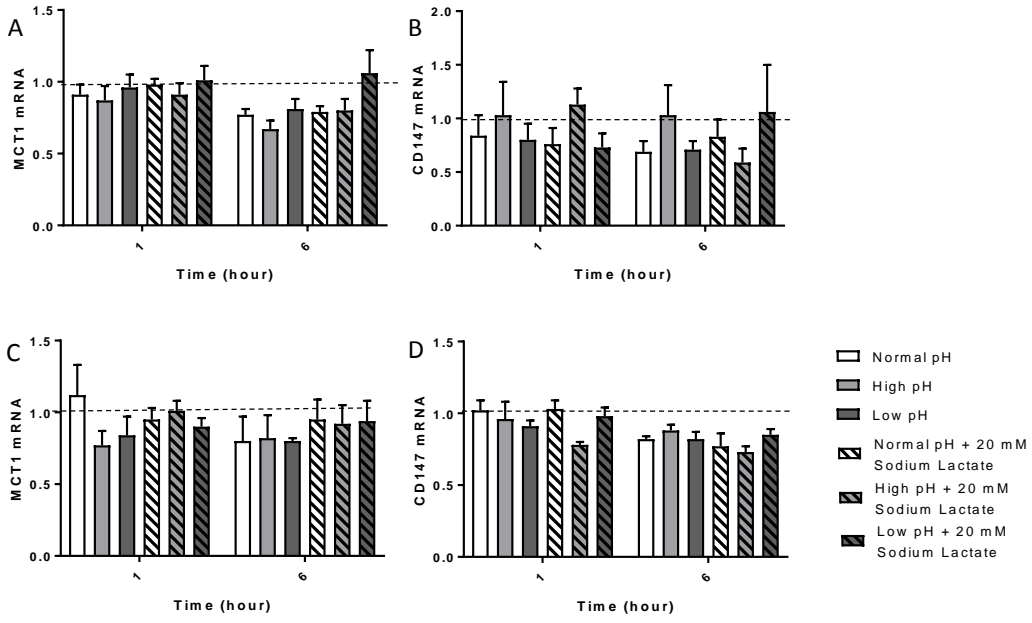 A
MCT1 mRNA
1.5
1.0
0.5
0.0
1
6
Time (hour)
B
CD147 mRNA
2.0
1.5
1.0
0.5
0.0
1
6
Time (hour)
C
MCT1 mRNA
1.5
1.0
0.5
0.0
1
6
Time (hour)
D
CD147 mRNA
1.5
1.0
0.5
0.0
1
6
Time (hour)
Normal pH
High pH
Low pH
Normal pH + 20 mM
Sodium Lactate
High pH + 20 mM
Sodium Lactate
Low pH + 20 mM
Sodium Lactate